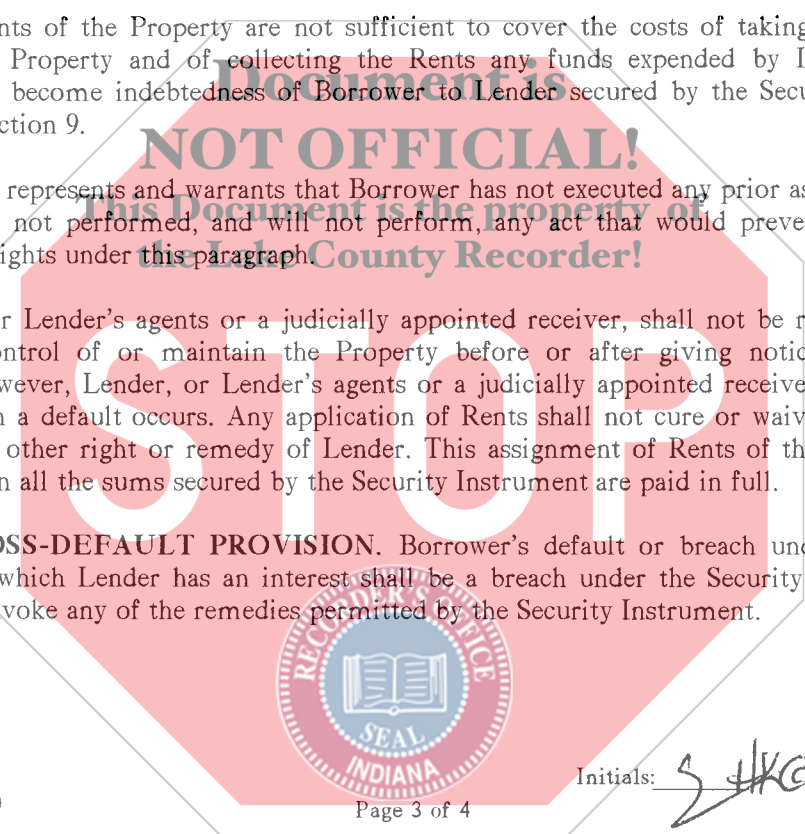 nts of the Property are not sufficient to cover the costs of taking
Property and of collecting the Rents any funds expended by L
become indebtedness of Borrower to Lender secured by the Secu
ction 9.
represents and warrants that Borrower has not executed any prior as
not performed, and will not perform, any act that would preve
ights under this paragraph.
r Lender's agents or a judicially appointed receiver, shall not be r
ontrol of or maintain the Property before or after giving notic
wever, Lender, or Lender's agents or a judicially appointed receive
n a default occurs. Any application of Rents shall not cure or waiv
other right or remedy of Lender. This assignment of Rents of th
n all the sums secured by the Security Instrument are paid in full.
OSS-DEFAULT PROVISION. Borrower's default or breach und
which Lender has an interest shall be a breach under the Security
voke any of the remedies permitted by the Security Instrument.
Document is
NOT OFFICIAL!
This Document is the property of
the Lake County Recorder!
STOP
RECORDER'S OFFICE
SEAL
INDIANA
Initials:
Page 3 of 4